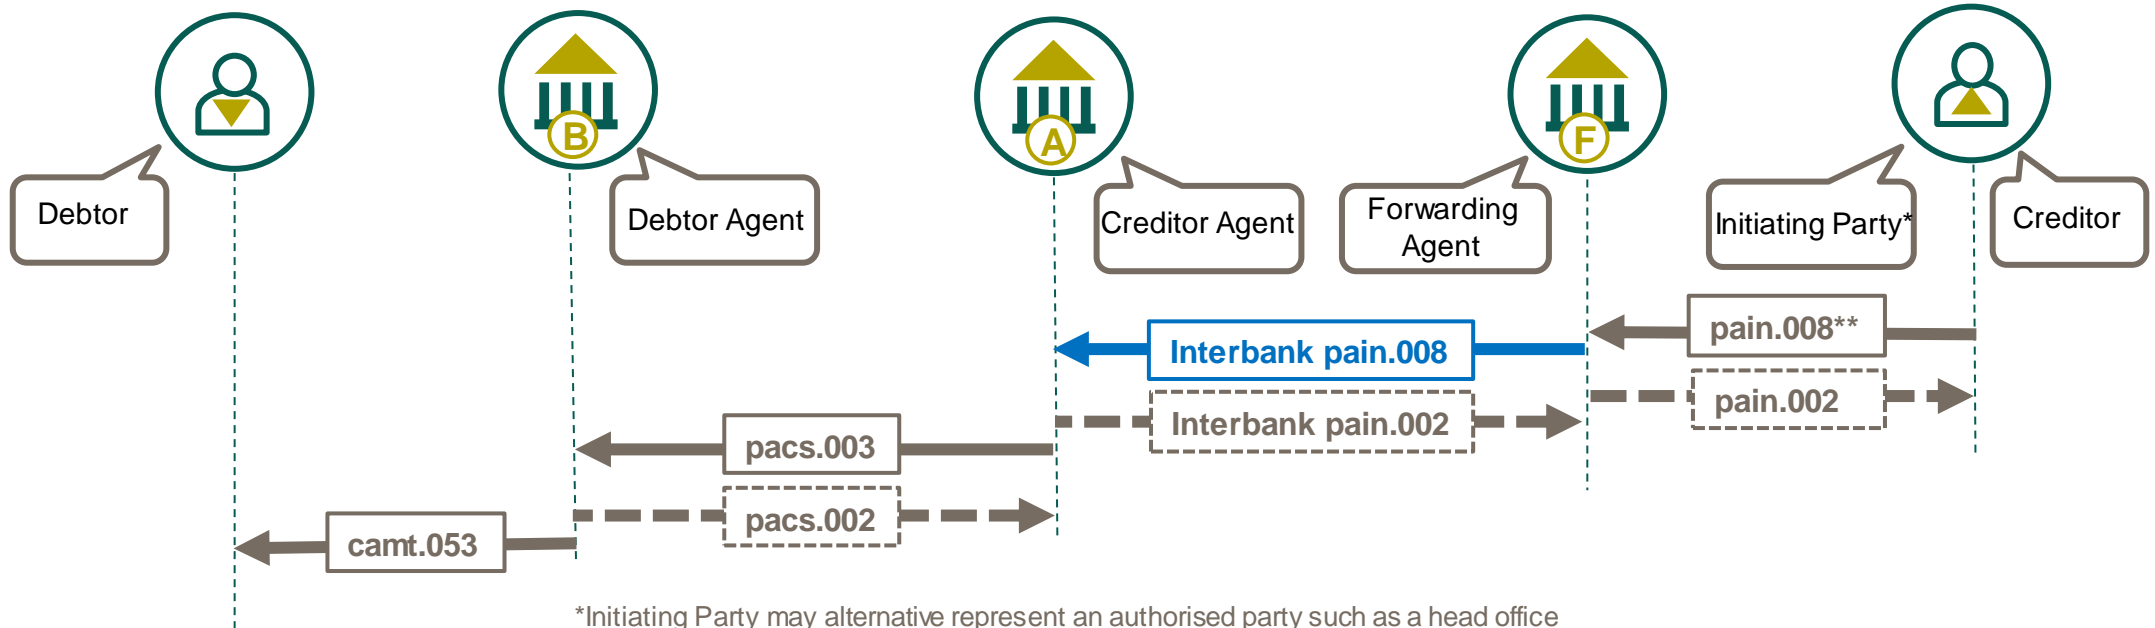 B
A
F
Debtor
Debtor Agent
Creditor Agent
Forwarding
Agent
Initiating Party*
Creditor
pain.008**
Interbank pain.008
pain.002
Interbank pain.002
pacs.003
pacs.002
camt.053
*Initiating Party may alternative represent an authorised party such as a head office